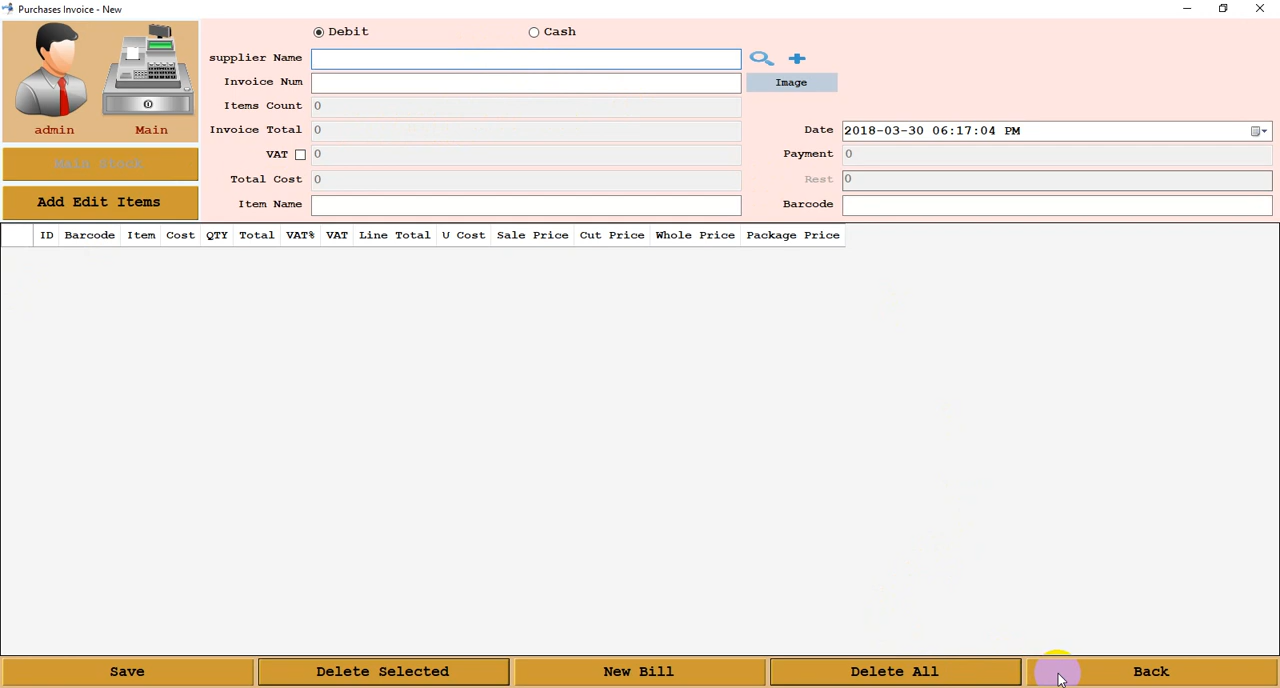 Purchases Invoice - New
Debit
Cash
supplier Name
Invoice Num
Image
Items Count 0
admin
Main
Invoice Total 0
Date 2018-03-30 06:17:04 PM
VAT 0
Payment 0
Main Stock
Total Cost 0
Rest 0
Add Edit Items
Item Name
Barcode
ID Barcode Item Cost QTY Total VAT% VAT Line Total U Cost Sale Price Cut Price Whole Price Package Price
Save
Delete Selected
New Bill
Delete All
Back